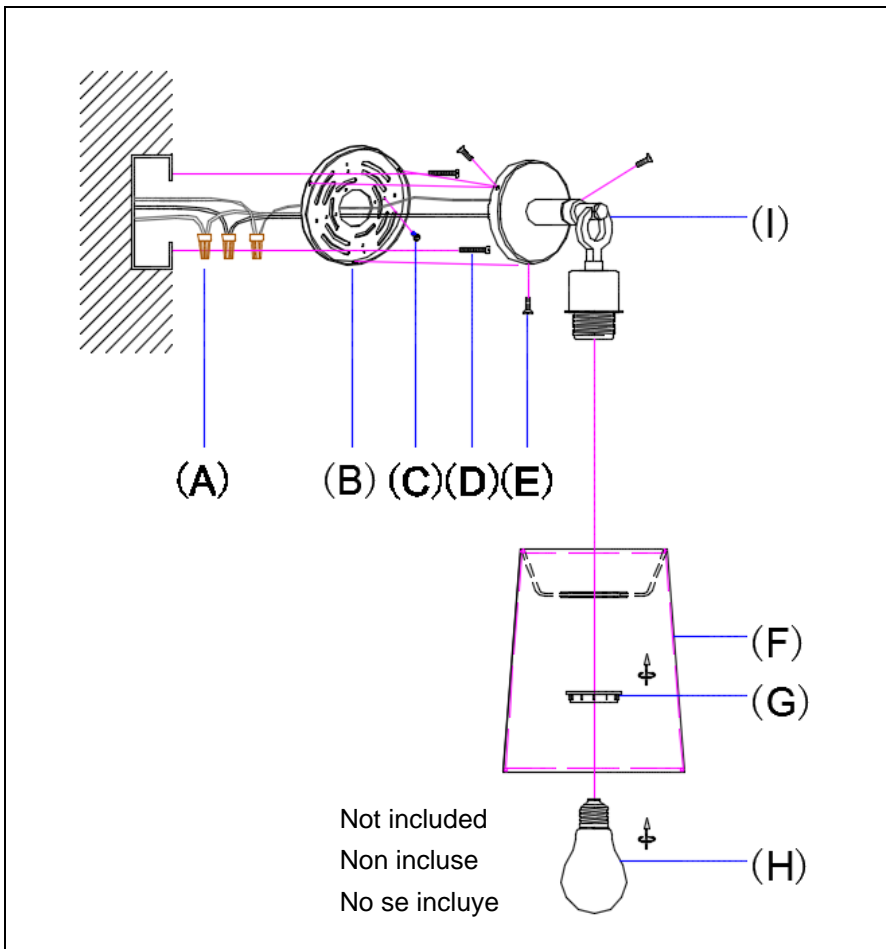 (I)
(A) (B) (C) (D) (E)
(F)
(G)
Not included
Non incluse
No se incluye
(H)